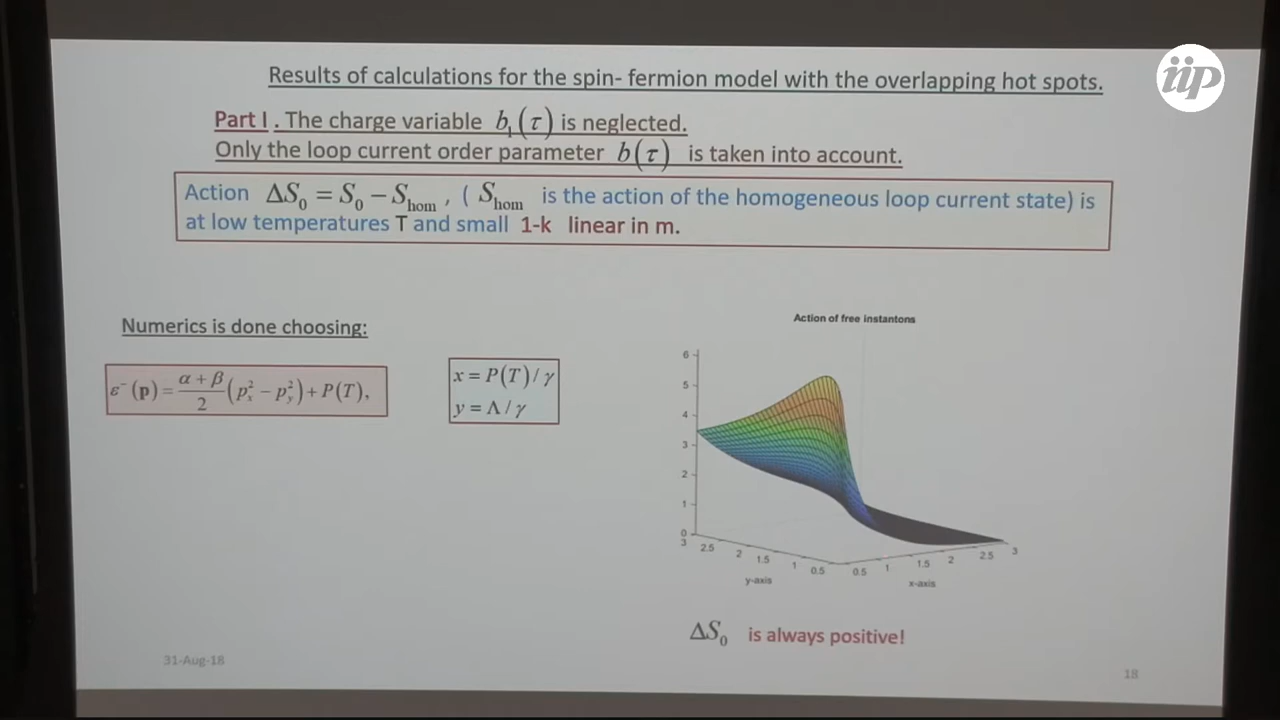 iip
Results of calculations for the spin- fermion model with the overlapping hot spots.
Part I . The charge variable b₁(τ) is neglected.
Only the loop current order parameter b(τ) is taken into account.
Action ΔS₀ = S₀ − S_hom , ( S_hom is the action of the homogeneous loop current state) is
at low temperatures T and small 1-k linear in m.
Numerics is done choosing:
ε⁻(p) = (α + β)/2 (pₓ² − p_y²) + P(T),
x = P(T) / γ
y = Λ / γ
Action of free instantons
6
5
4
3
2
1
0
3 2.5 2 1.5 1 0.5
0.5 1 1.5 2 2.5 3
y-axis
x-axis
ΔS₀ is always positive!
31-Aug-18
18